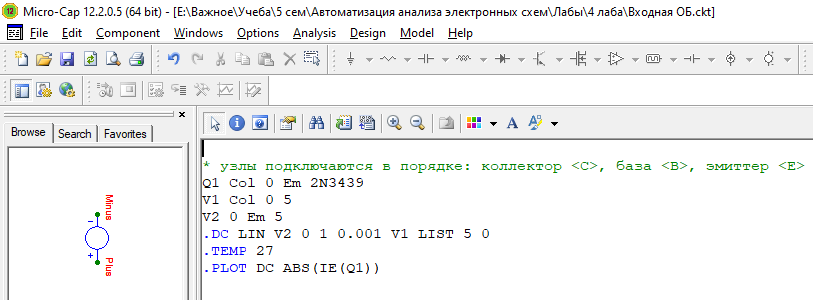 Micro-Cap 12.2.0.5 (64 bit) - [E:\Важное\Учеба\5 сем\Автоматизация анализа электронных схем\Лабы\4 лаба\Входная ОБ.ckt]
File Edit Component Windows Options Analysis Design Model Help
Browse Search Favorites
Minus
Plus
* узлы подключаются в порядке: коллектор <C>, база <B>, эмиттер <E>
Q1 Col 0 Em 2N3439
V1 Col 0 5
V2 0 Em 5
.DC LIN V2 0 1 0.001 V1 LIST 5 0
.TEMP 27
.PLOT DC ABS(IE(Q1))